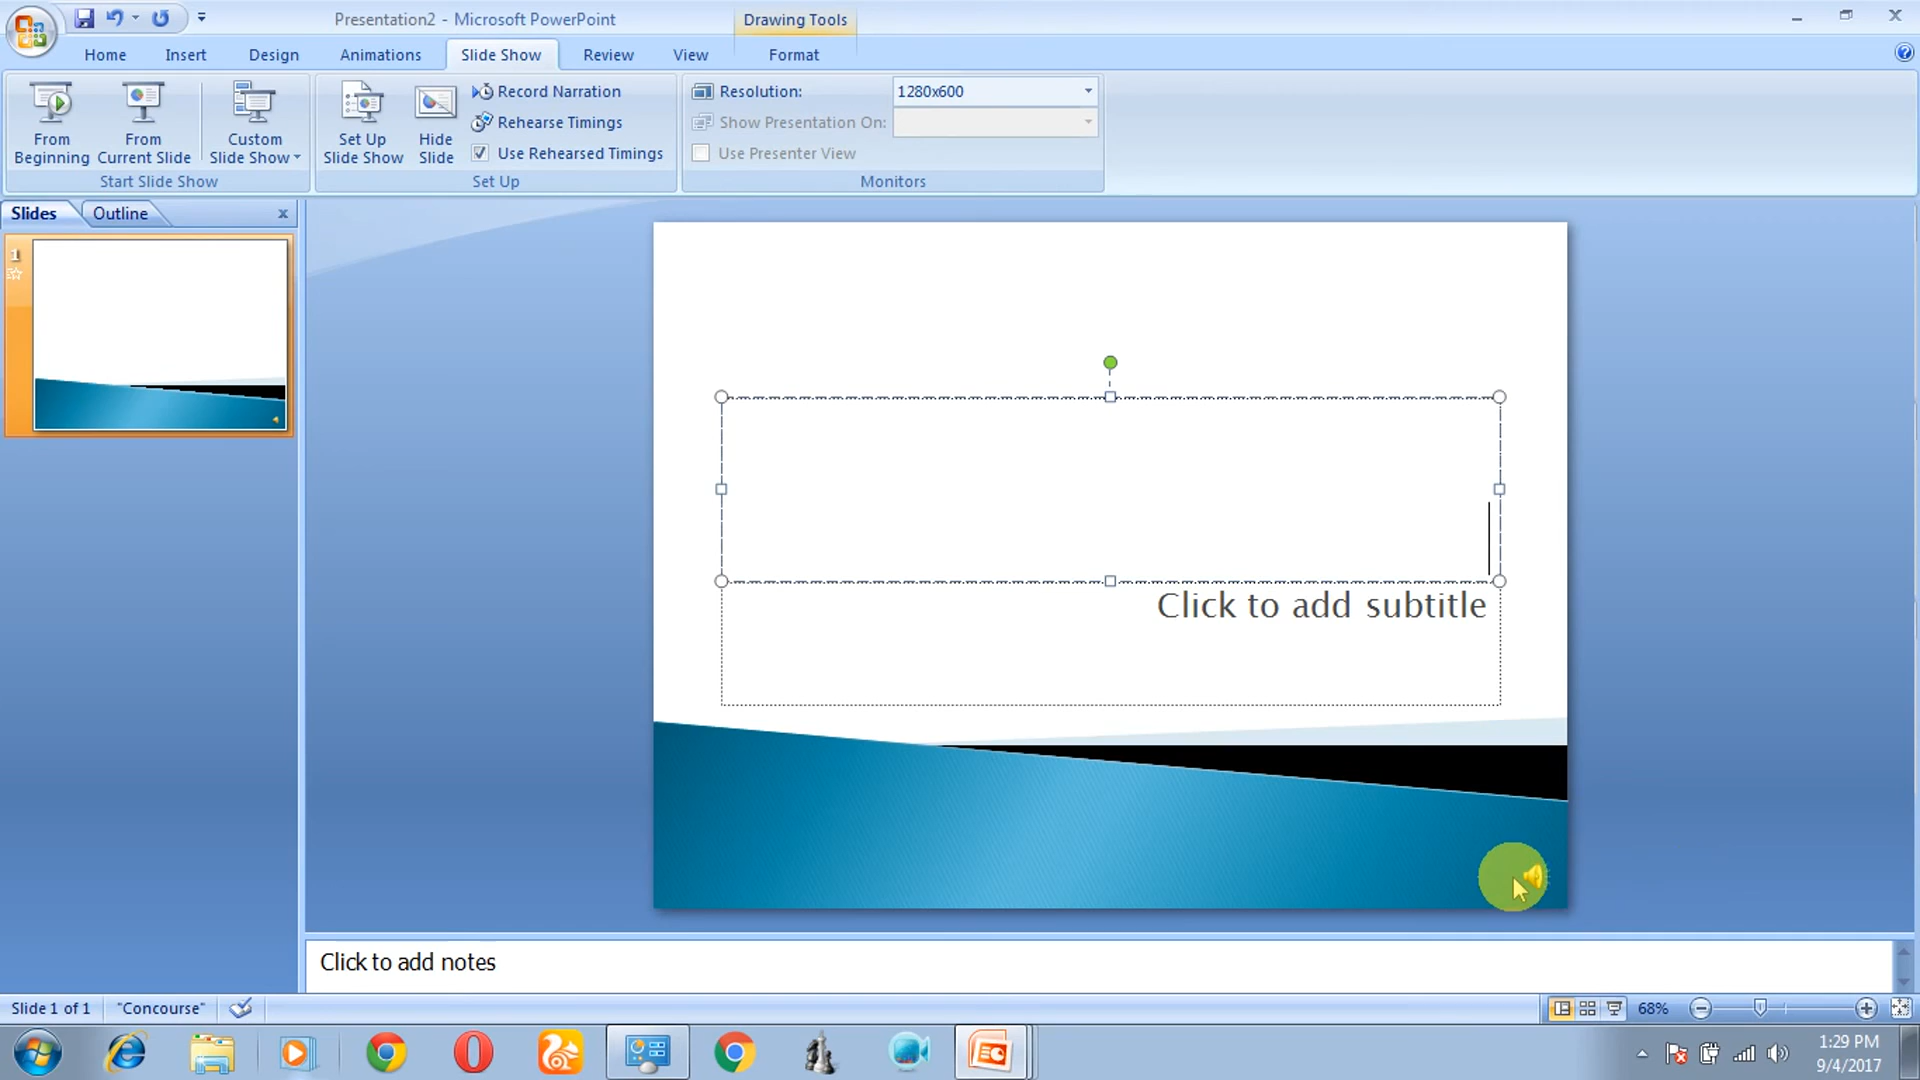 Presentation2 - Microsoft PowerPoint
Drawing Tools
Home Insert Design Animations Slide Show Review View Format
From Beginning
From Current Slide
Custom Slide Show
Start Slide Show
Set Up Slide Show
Hide Slide
Record Narration
Rehearse Timings
Use Rehearsed Timings
Set Up
Resolution: 1280x600
Show Presentation On:
Use Presenter View
Monitors
Slides Outline
1
Click to add subtitle
Click to add notes
Slide 1 of 1 "Concourse" 68%
1:29 PM
9/4/2017